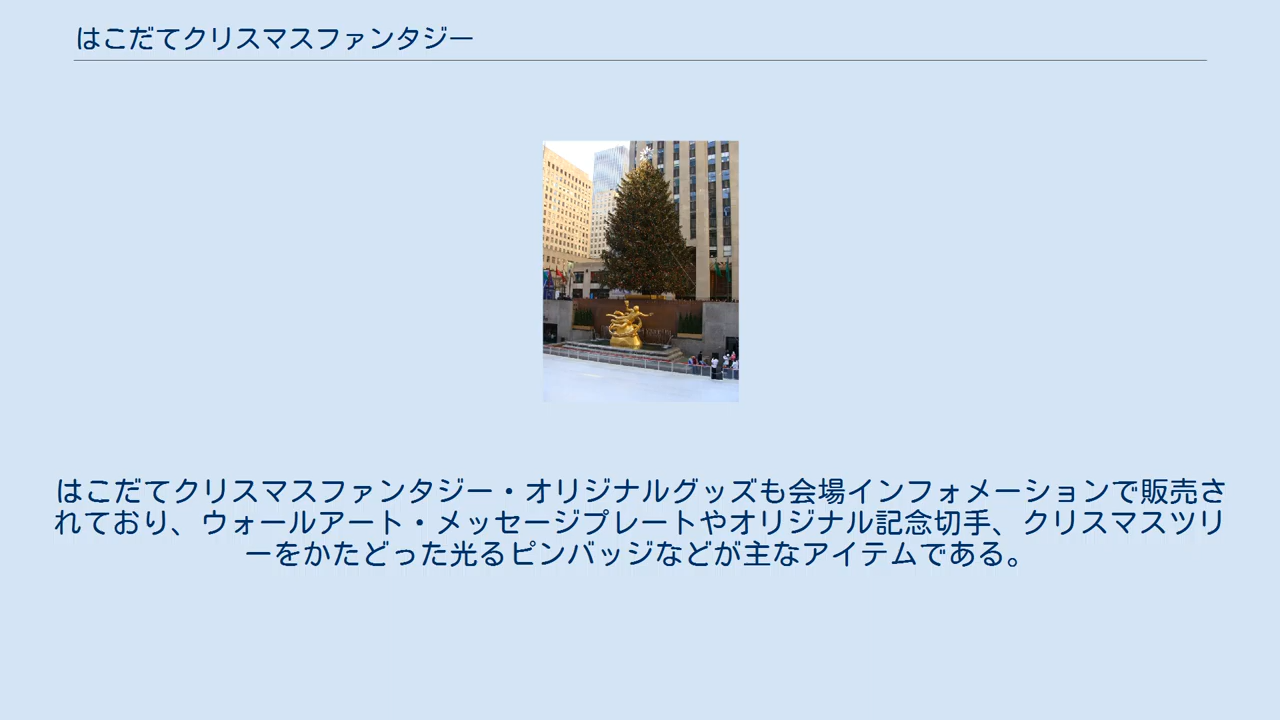 はこだてクリスマスファンタジー
はこだてクリスマスファンタジー・オリジナルグッズも会場インフォメーションで販売さ
れており、ウォールアート・メッセージプレートやオリジナル記念切手、クリスマスツリ
ーをかたどった光るピンバッジなどが主なアイテムである。